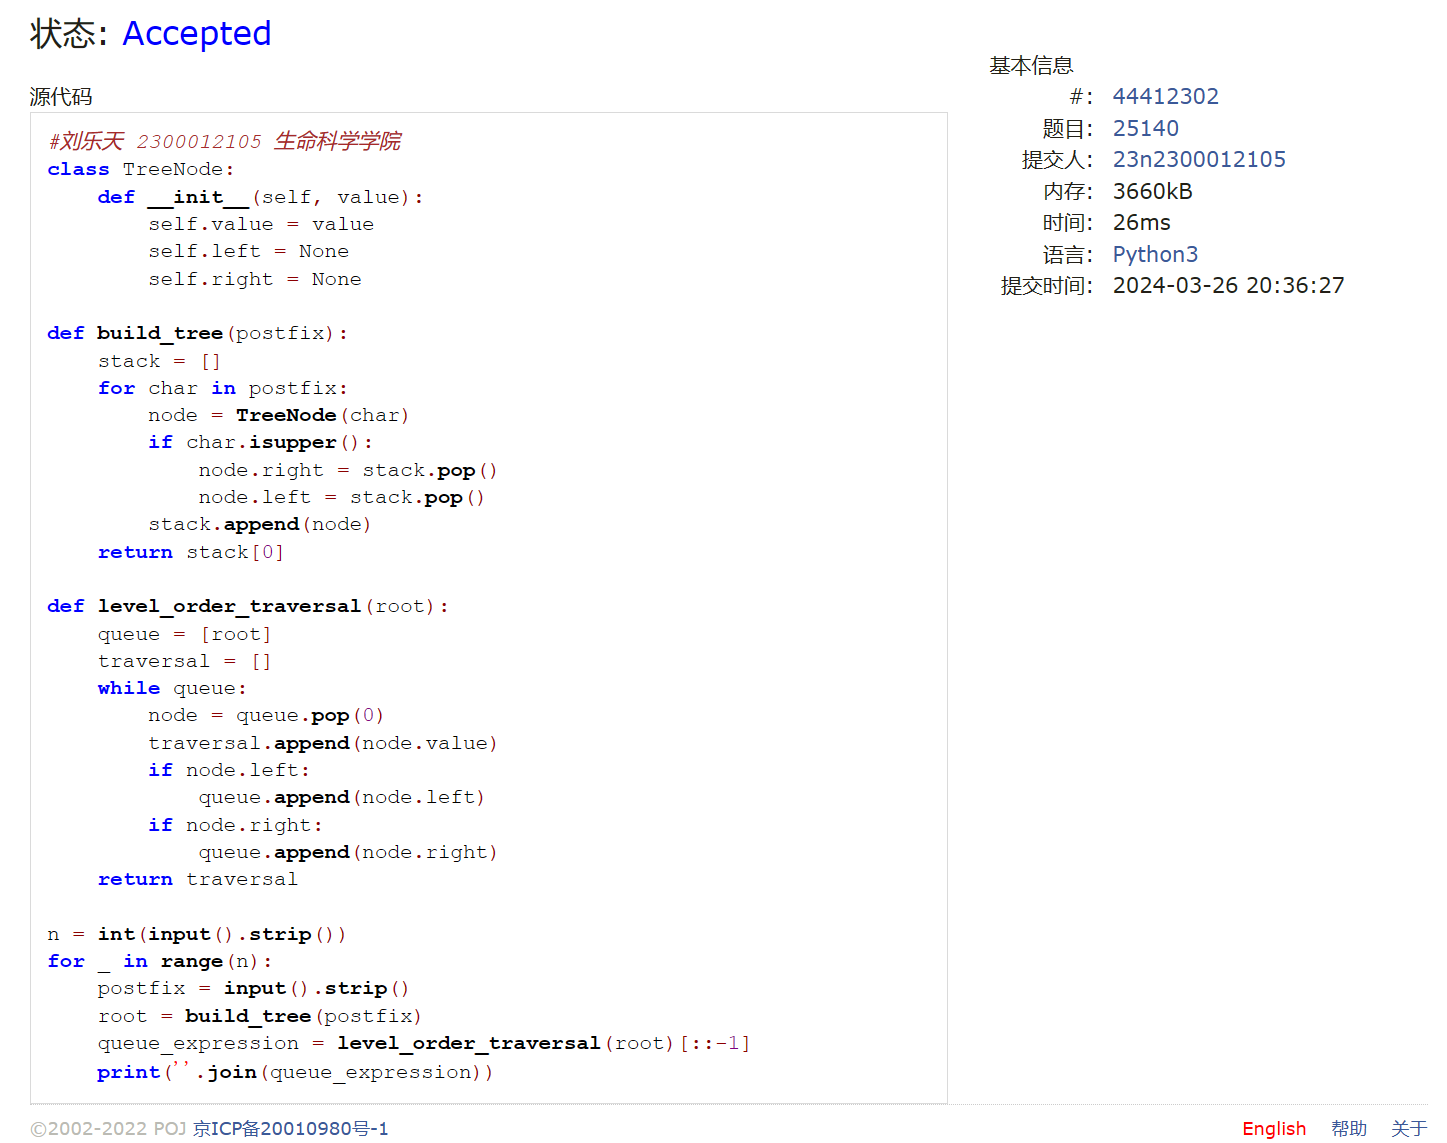 状态: Accepted
源代码
#刘乐天 2300012105 生命科学学院
class TreeNode:
    def __init__(self, value):
        self.value = value
        self.left = None
        self.right = None

def build_tree(postfix):
    stack = []
    for char in postfix:
        node = TreeNode(char)
        if char.isupper():
            node.right = stack.pop()
            node.left = stack.pop()
        stack.append(node)
    return stack[0]

def level_order_traversal(root):
    queue = [root]
    traversal = []
    while queue:
        node = queue.pop(0)
        traversal.append(node.value)
        if node.left:
            queue.append(node.left)
        if node.right:
            queue.append(node.right)
    return traversal

n = int(input().strip())
for _ in range(n):
    postfix = input().strip()
    root = build_tree(postfix)
    queue_expression = level_order_traversal(root)[::-1]
    print(''.join(queue_expression))
基本信息
#: 44412302
题目: 25140
提交人: 23n2300012105
内存: 3660kB
时间: 26ms
语言: Python3
提交时间: 2024-03-26 20:36:27
©2002-2022 POJ 京ICP备20010980号-1
English 帮助 关于